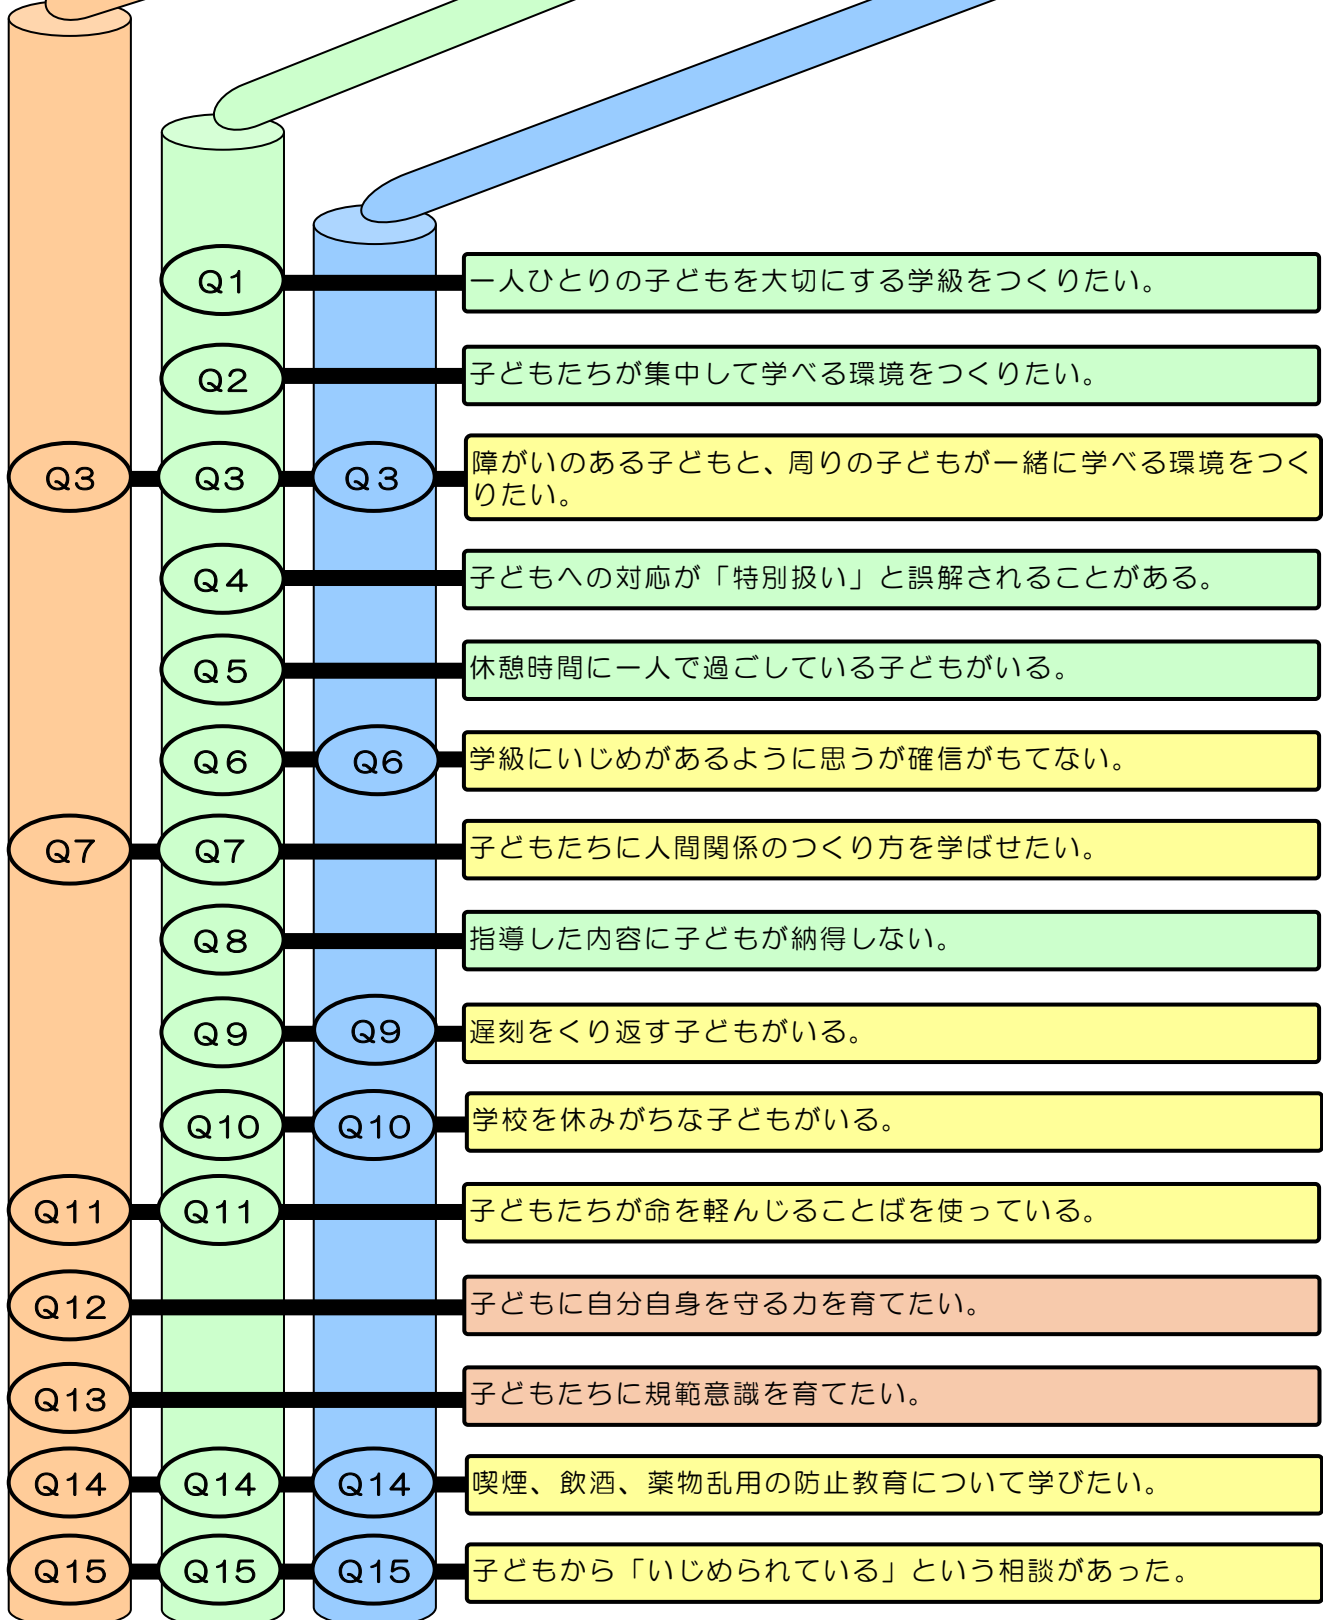 Q1 一人ひとりの子どもを大切にする学級をつくりたい。
Q2 子どもたちが集中して学べる環境をつくりたい。
Q3 Q3 Q3 障がいのある子どもと、周りの子どもが一緒に学べる環境をつく
りたい。
Q4 子どもへの対応が「特別扱い」と誤解されることがある。
Q5 休憩時間に一人で過ごしている子どもがいる。
Q6 Q6 学級にいじめがあるように思うが確信がもてない。
Q7 Q7 子どもたちに人間関係のつくり方を学ばせたい。
Q8 指導した内容に子どもが納得しない。
Q9 Q9 遅刻をくり返す子どもがいる。
Q10 Q10 学校を休みがちな子どもがいる。
Q11 Q11 子どもたちが命を軽んじることばを使っている。
Q12 子どもに自分自身を守る力を育てたい。
Q13 子どもたちに規範意識を育てたい。
Q14 Q14 Q14 喫煙、飲酒、薬物乱用の防止教育について学びたい。
Q15 Q15 Q15 子どもから「いじめられている」という相談があった。